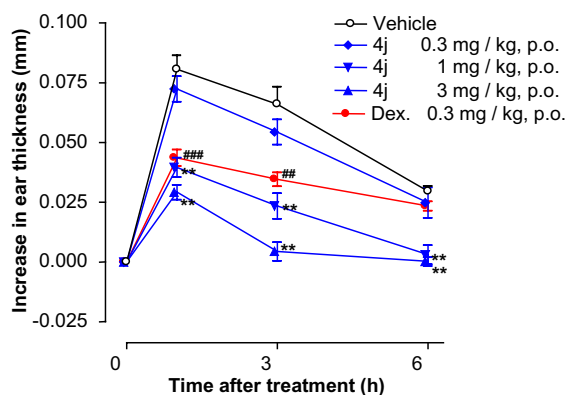 0.100
0.075
0.050
0.025
0.000
-0.025
Increase in ear thickness (mm)
Vehicle
4j 0.3 mg / kg, p.o.
4j 1 mg / kg, p.o.
4j 3 mg / kg, p.o.
Dex. 0.3 mg / kg, p.o.
###
**
**
##
**
**
**
**
0 3 6
Time after treatment (h)